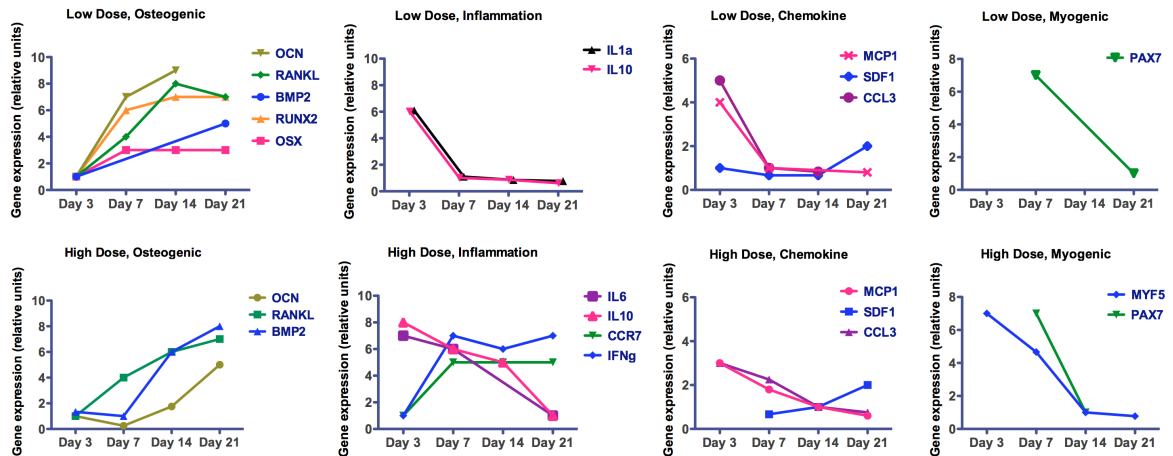 Low Dose, Osteogenic
Gene expression (relative units)
10
8
6
4
2
0
Day 3 Day 7 Day 14 Day 21
OCN
RANKL
BMP2
RUNX2
OSX
Low Dose, Inflammation
Gene expression (relative units)
10
8
6
4
2
0
Day 3 Day 7 Day 14 Day 21
IL1a
IL10
Low Dose, Chemokine
Gene expression (relative units)
6
4
2
0
Day 3 Day 7 Day 14 Day 21
MCP1
SDF1
CCL3
Low Dose, Myogenic
Gene expression (relative units)
8
6
4
2
0
Day 3 Day 7 Day 14 Day 21
PAX7
High Dose, Osteogenic
Gene expression (relative units)
10
8
6
4
2
0
Day 3 Day 7 Day 14 Day 21
OCN
RANKL
BMP2
High Dose, Inflammation
Gene expression (relative units)
10
8
6
4
2
0
Day 3 Day 7 Day 14 Day 21
IL6
IL10
CCR7
IFNg
High Dose, Chemokine
Gene expression (relative units)
6
4
2
0
Day 3 Day 7 Day 14 Day 21
MCP1
SDF1
CCL3
High Dose, Myogenic
Gene expression (relative units)
8
6
4
2
0
Day 3 Day 7 Day 14 Day 21
MYF5
PAX7